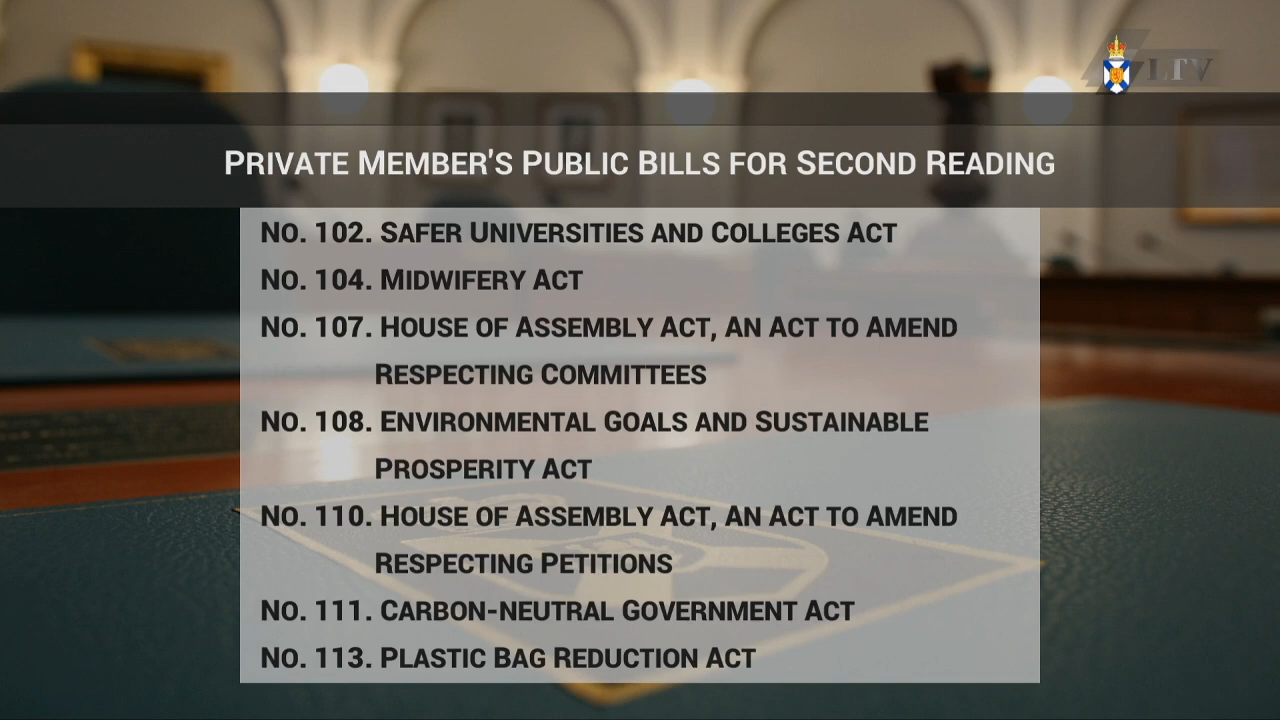 LTV
PRIVATE MEMBER'S PUBLIC BILLS FOR SECOND READING
NO. 102. SAFER UNIVERSITIES AND COLLEGES ACT
NO. 104. MIDWIFERY ACT
NO. 107. HOUSE OF ASSEMBLY ACT, AN ACT TO AMEND
RESPECTING COMMITTEES
NO. 108. ENVIRONMENTAL GOALS AND SUSTAINABLE
PROSPERITY ACT
NO. 110. HOUSE OF ASSEMBLY ACT, AN ACT TO AMEND
RESPECTING PETITIONS
NO. 111. CARBON-NEUTRAL GOVERNMENT ACT
NO. 113. PLASTIC BAG REDUCTION ACT